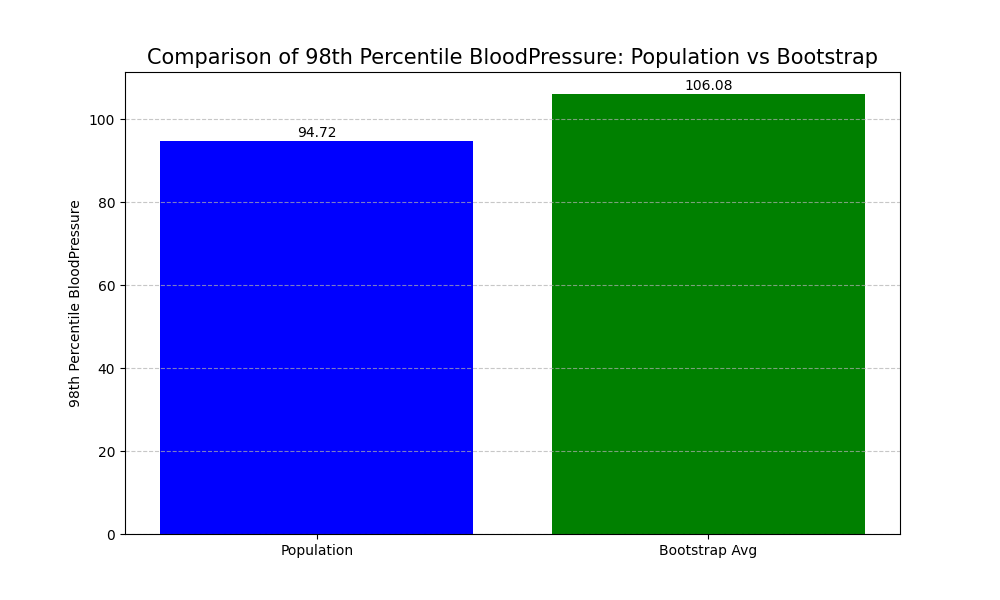 Comparison of 98th Percentile BloodPressure: Population vs Bootstrap
106.08
94.72
100
80
60
40
20
0
98th Percentile BloodPressure
Population
Bootstrap Avg